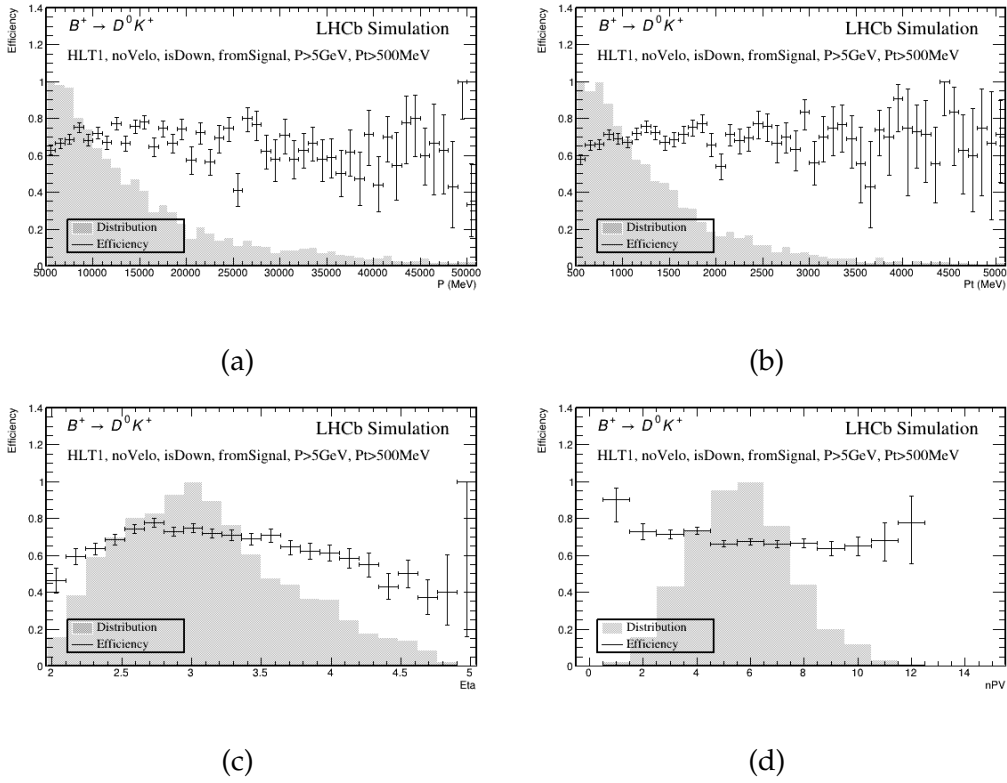 Efficiency
1.4
1.2
1
0.8
0.6
0.4
0.2
0
B⁺ → D⁰K⁺
LHCb Simulation
HLT1, noVelo, isDown, fromSignal, P>5GeV, Pt>500MeV
Distribution
Efficiency
5000 10000 15000 20000 25000 30000 35000 40000 45000 50000
P (MeV)
(a)
Efficiency
1.4
1.2
1
0.8
0.6
0.4
0.2
0
B⁺ → D⁰K⁺
LHCb Simulation
HLT1, noVelo, isDown, fromSignal, P>5GeV, Pt>500MeV
Distribution
Efficiency
500 1000 1500 2000 2500 3000 3500 4000 4500 5000
Pt (MeV)
(b)
Efficiency
1.4
1.2
1
0.8
0.6
0.4
0.2
0
B⁺ → D⁰K⁺
LHCb Simulation
HLT1, noVelo, isDown, fromSignal, P>5GeV, Pt>500MeV
Distribution
Efficiency
2 2.5 3 3.5 4 4.5 5
Eta
(c)
Efficiency
1.4
1.2
1
0.8
0.6
0.4
0.2
0
B⁺ → D⁰K⁺
LHCb Simulation
HLT1, noVelo, isDown, fromSignal, P>5GeV, Pt>500MeV
Distribution
Efficiency
0 2 4 6 8 10 12 14
nPV
(d)